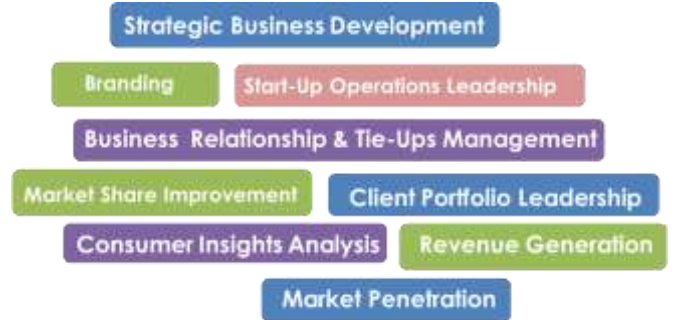 Strategic Business Development
Branding
Start-Up Operations Leadership
Business Relationship & Tie-Ups Management
Market Share Improvement
Client Portfolio Leadership
Consumer Insights Analysis
Revenue Generation
Market Penetration